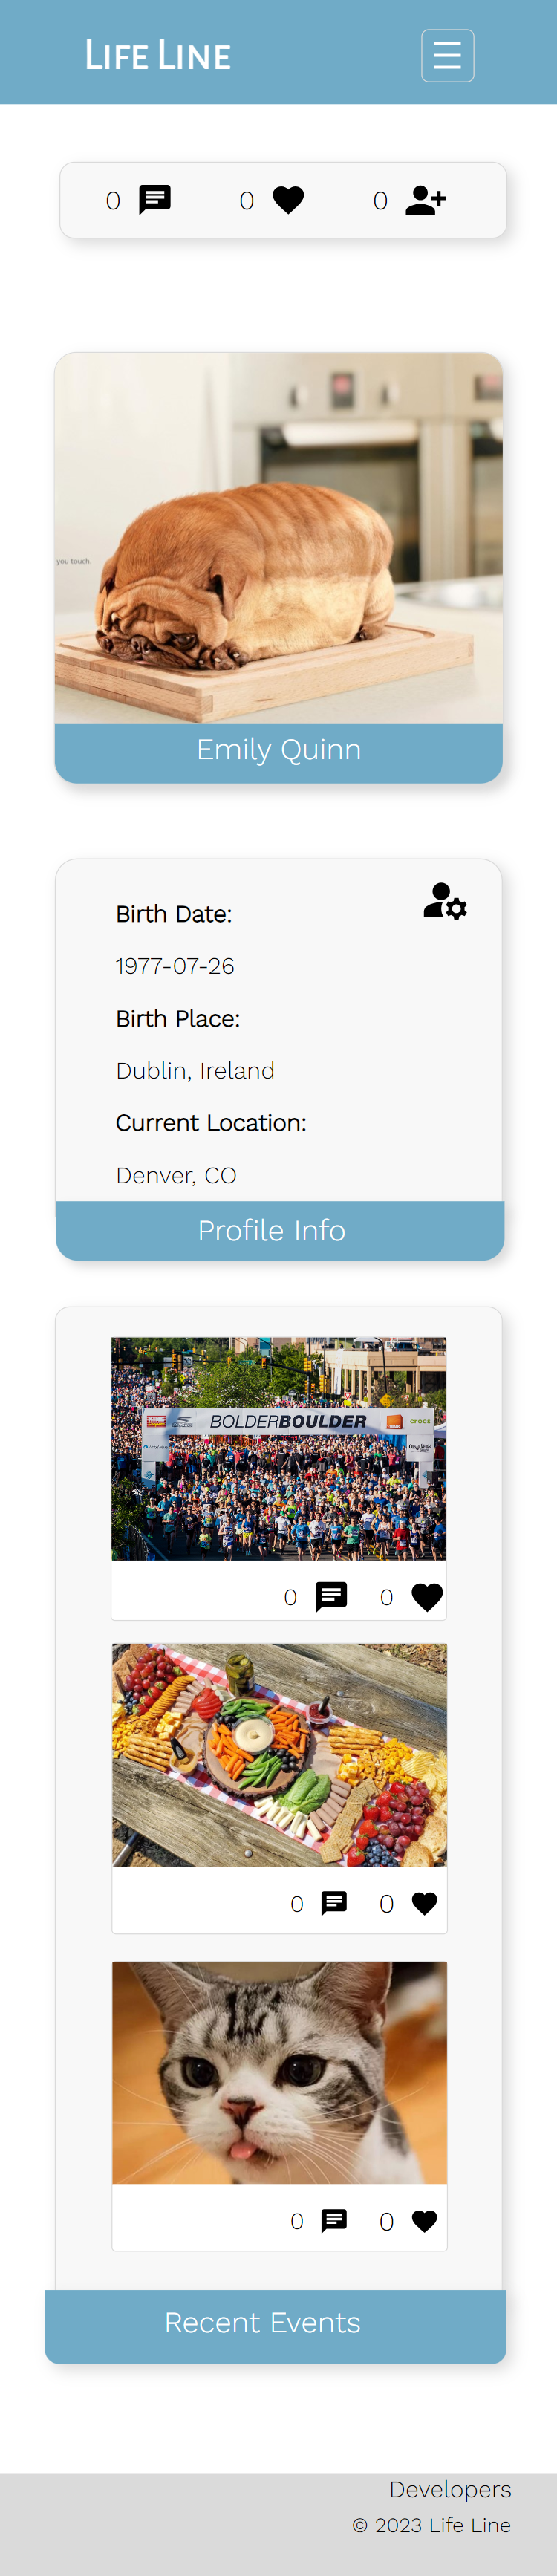 LIFE LINE
0 0 0
you touch.
Emily Quinn
Birth Date:
1977-07-26
Birth Place:
Dublin, Ireland
Current Location:
Denver, CO
Profile Info
BOLDERBOULDER
crocs
0 0
0 0
0 0
Recent Events
Developers
© 2023 Life Line